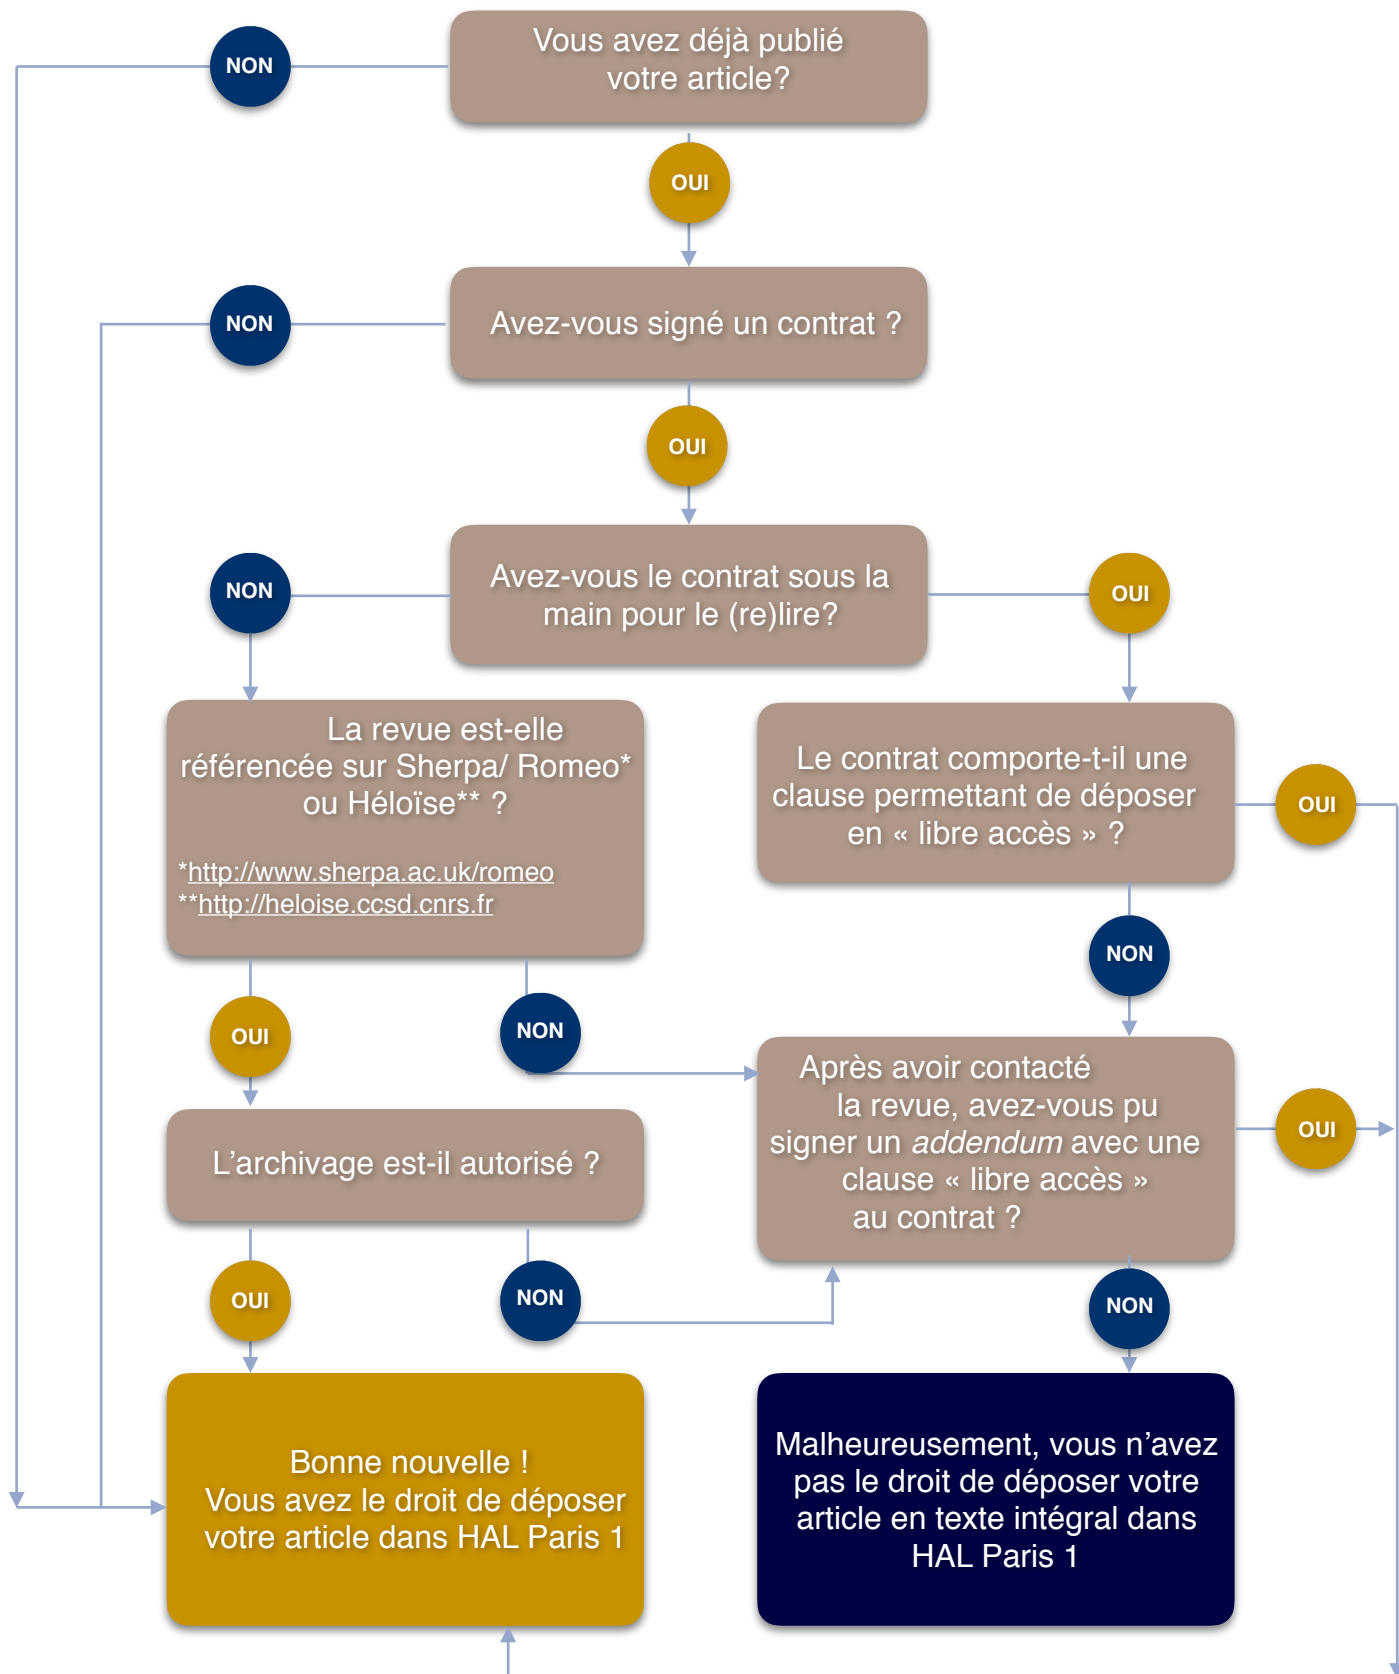 Vous avez déjà publié
votre article?
NON
OUI
Avez-vous signé un contrat ?
NON
OUI
Avez-vous le contrat sous la
main pour le (re)lire?
NON
OUI
La revue est-elle
référencée sur Sherpa/ Romeo*
ou Héloïse** ?
*http://www.sherpa.ac.uk/romeo
**http://heloise.ccsd.cnrs.fr
Le contrat comporte-t-il une
clause permettant de déposer
en « libre accès » ?
OUI
NON
OUI
NON
Après avoir contacté
la revue, avez-vous pu
signer un addendum avec une
clause « libre accès »
au contrat ?
OUI
L’archivage est-il autorisé ?
OUI
NON
NON
Bonne nouvelle !
Vous avez le droit de déposer
votre article dans HAL Paris 1
Malheureusement, vous n’avez
pas le droit de déposer votre
article en texte intégral dans
HAL Paris 1